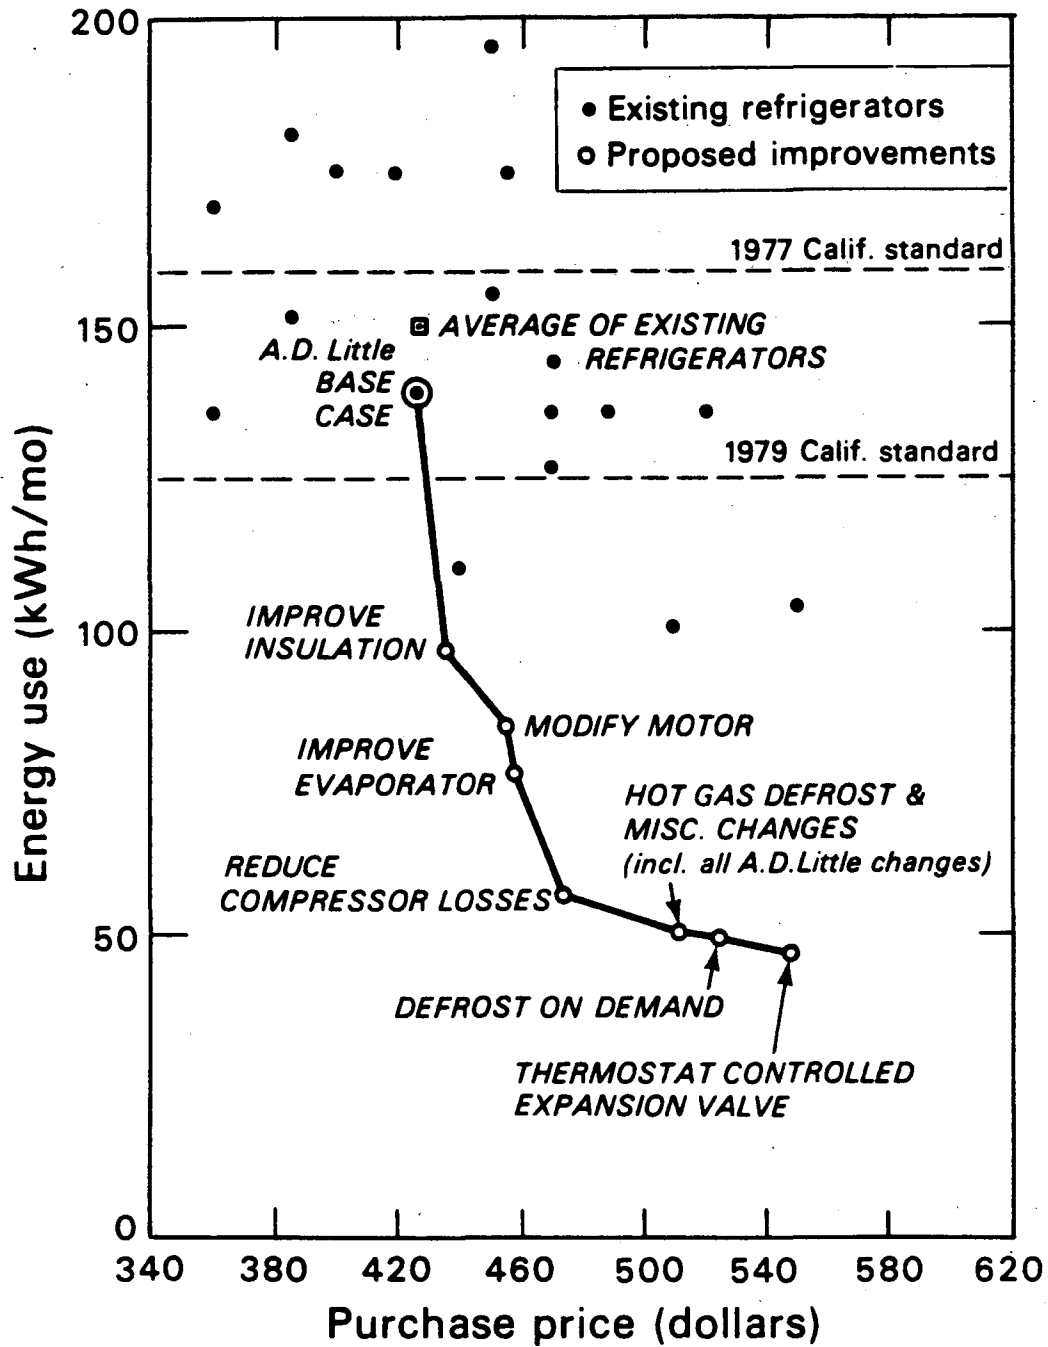 200
● Existing refrigerators
○ Proposed improvements
1977 Calif. standard
150
AVERAGE OF EXISTING
REFRIGERATORS
A.D. Little
BASE
CASE
1979 Calif. standard
Energy use (kWh/mo)
100
IMPROVE
INSULATION
MODIFY MOTOR
IMPROVE
EVAPORATOR
HOT GAS DEFROST &
MISC. CHANGES
(incl. all A.D.Little changes)
REDUCE
COMPRESSOR LOSSES
50
DEFROST ON DEMAND
THERMOSTAT CONTROLLED
EXPANSION VALVE
0
340 380 420 460 500 540 580 620
Purchase price (dollars)